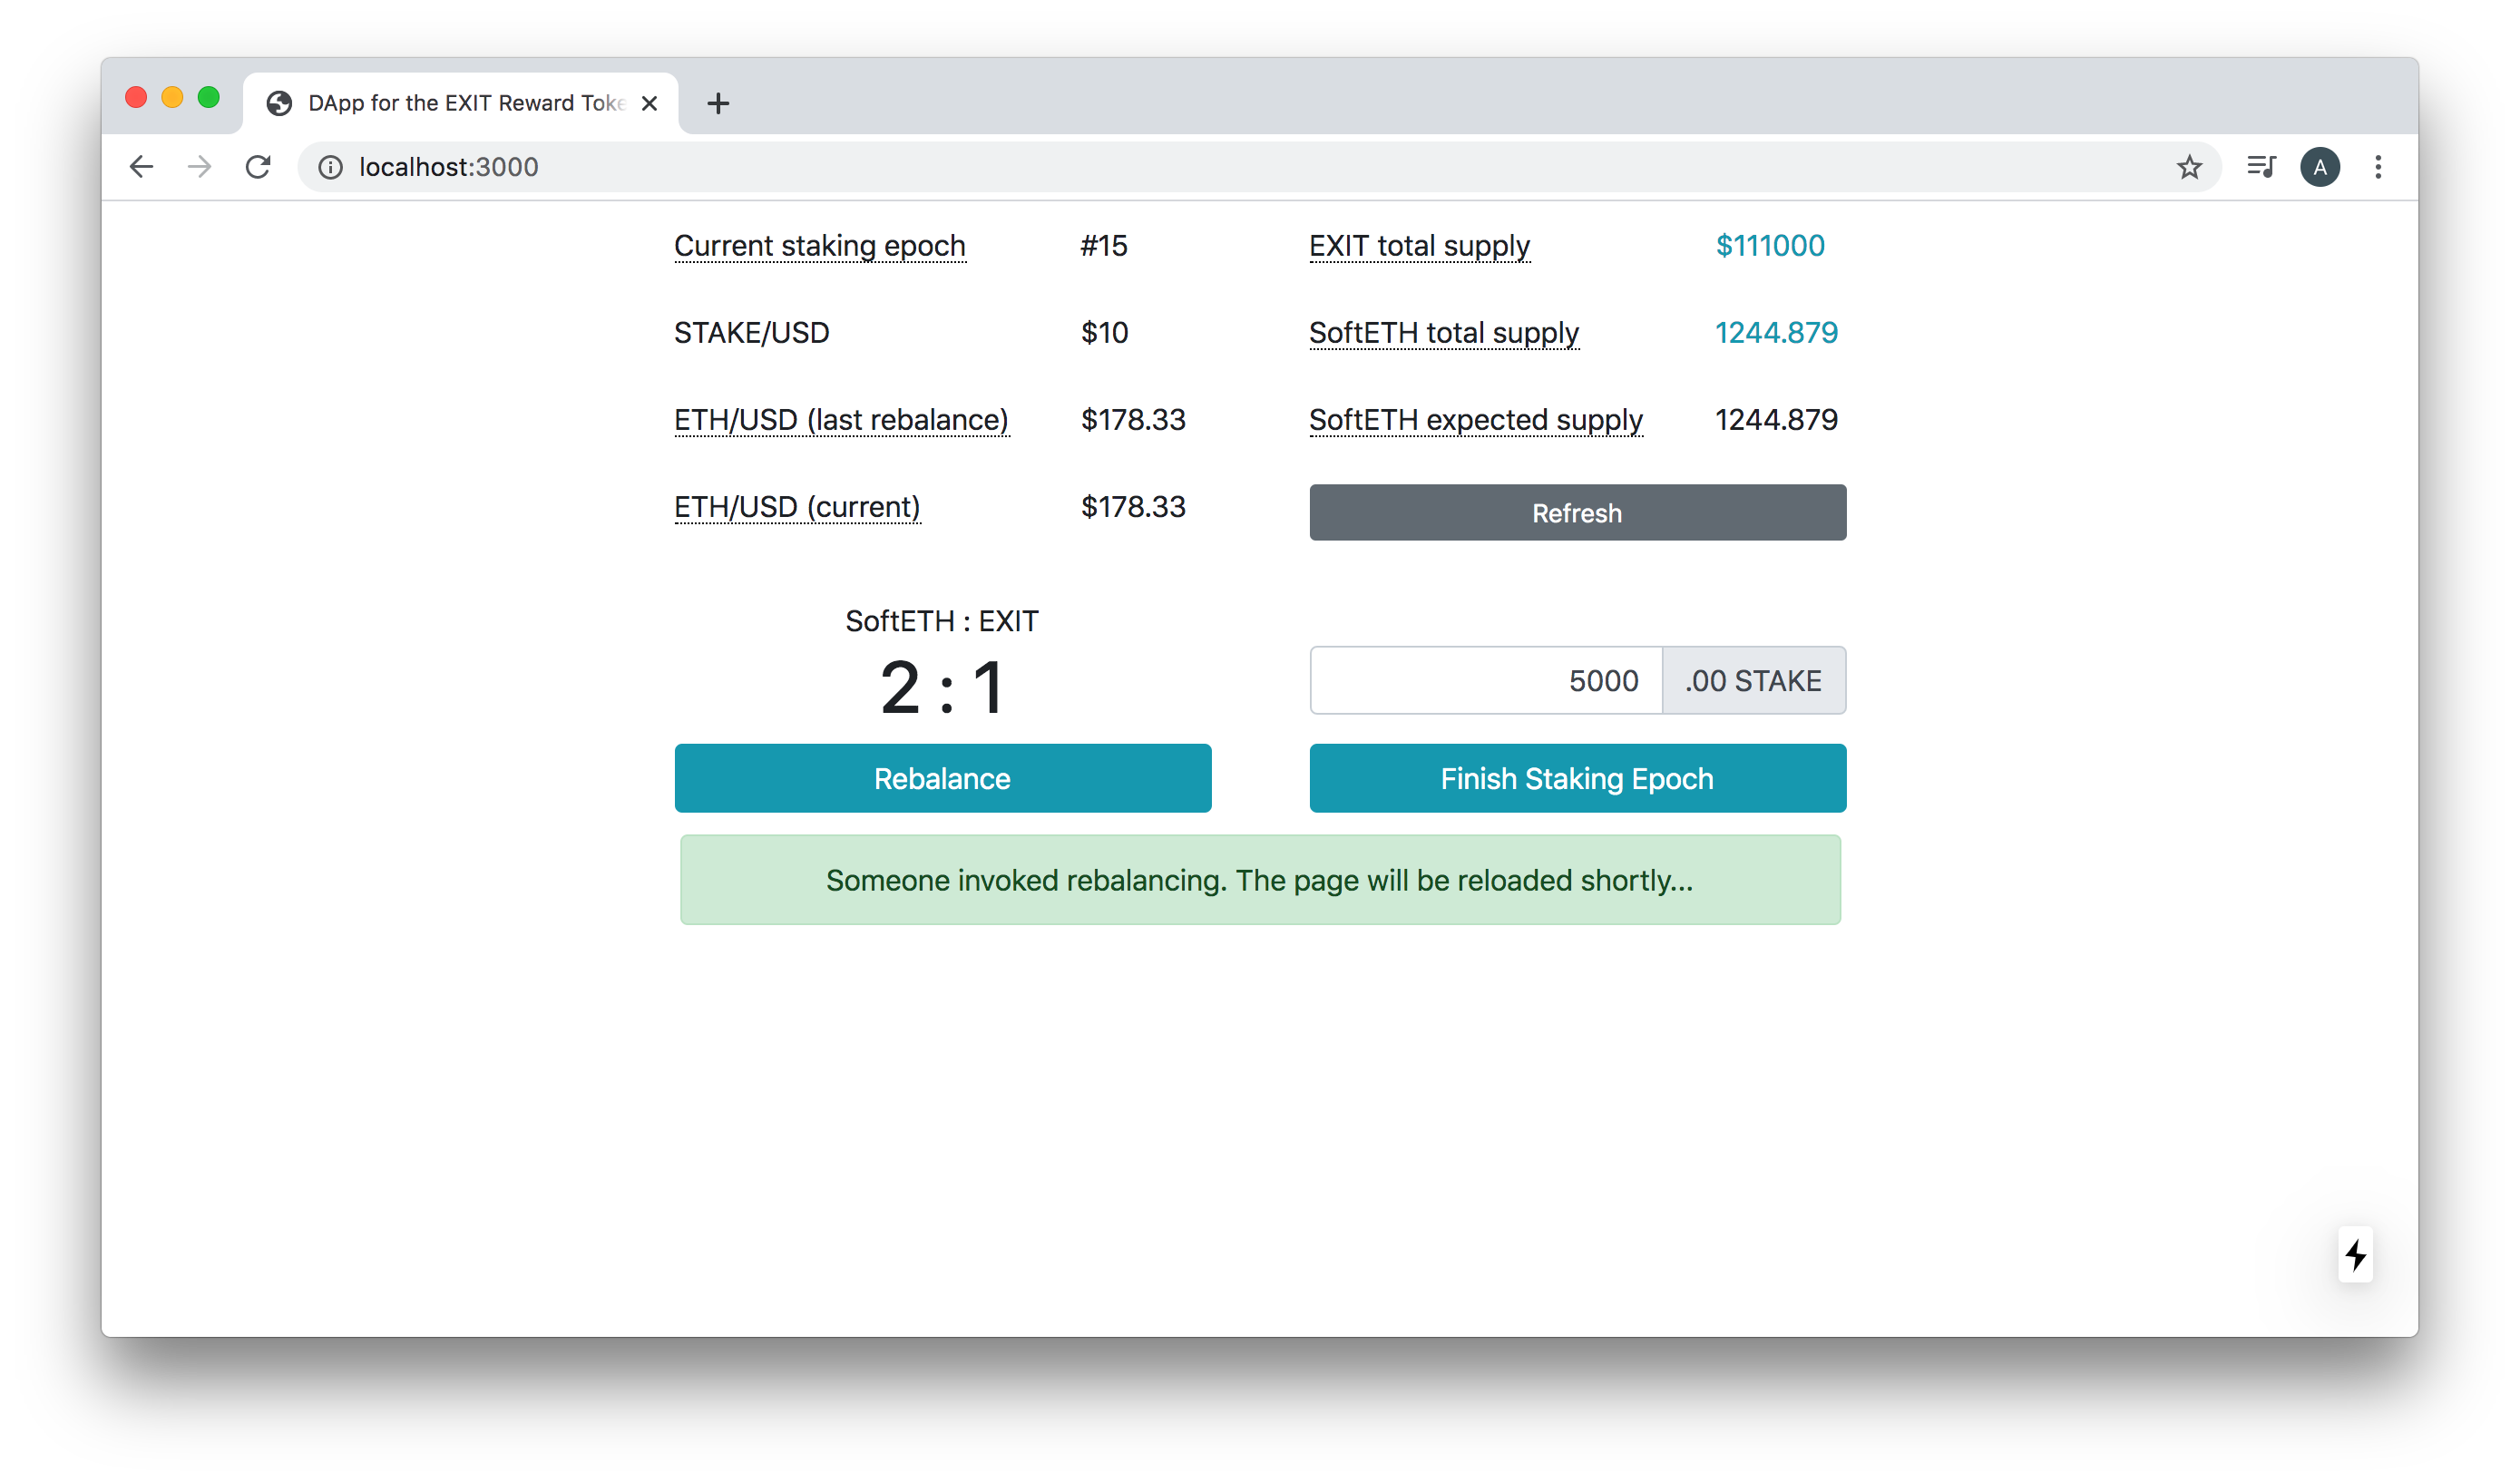 DApp for the EXIT Reward Toke
localhost:3000
A
Current staking epoch #15 EXIT total supply $111000
STAKE/USD $10 SoftETH total supply 1244.879
ETH/USD (last rebalance) $178.33 SoftETH expected supply 1244.879
ETH/USD (current) $178.33 Refresh
SoftETH : EXIT
2 : 1
5000 .00 STAKE
Rebalance Finish Staking Epoch
Someone invoked rebalancing. The page will be reloaded shortly...